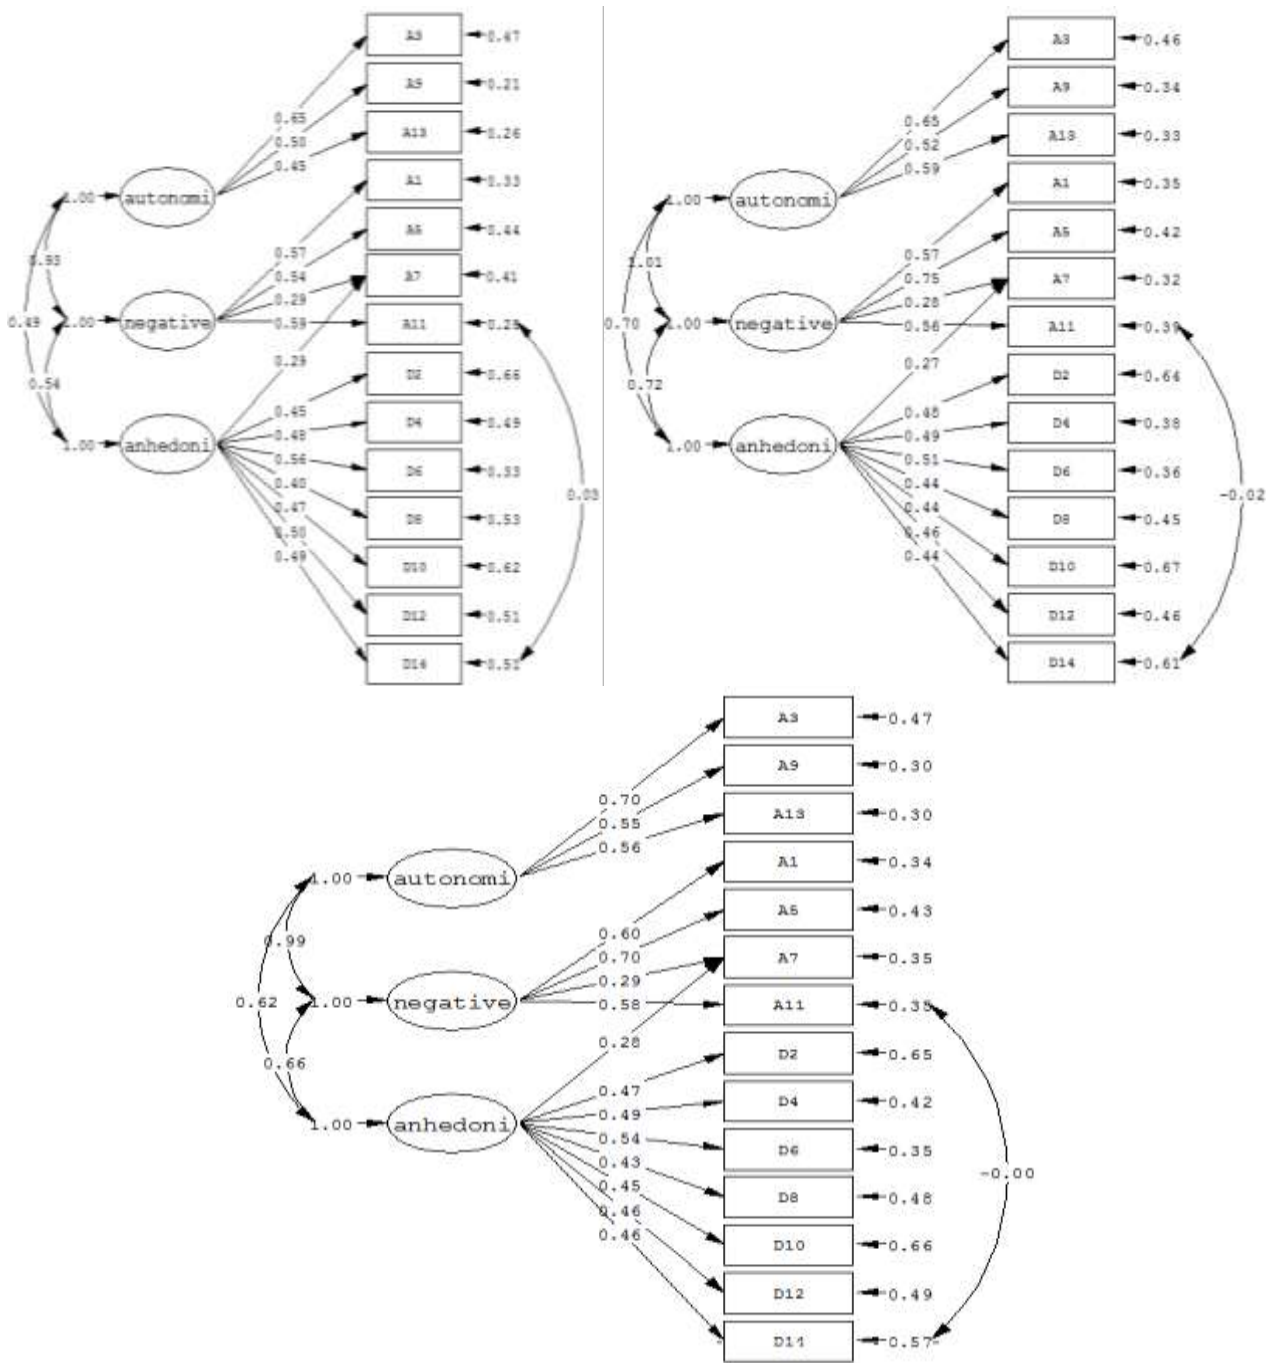 A3 0.47
A9 0.21
0.65
A13 0.26
0.50
0.45
A1 0.33
1.00 autonomi
A5 0.44
0.57
0.93
A7 0.41
0.54
0.29
0.49 1.00 negative 0.59 A11
0.29
D2 0.66
0.54
0.45
D4 0.49
0.48
1.00 anhedoni
0.56
D6 0.33
0.47
0.03
D8 0.53
0.50
0.49
D10 0.62
D12 0.51
D14
A3 0.46
A9 0.34
0.65
A13 0.33
0.52
0.59
A1 0.35
1.00 autonomi
A5 0.42
0.57
1.01
A7 0.32
0.75
0.28
0.70 1.00 negative 0.56 A11 0.39
0.27
D2 0.64
0.72
0.48
D4 0.38
0.49
1.00 anhedoni
0.51
D6 0.36
0.44
-0.02
0.44
D8 0.45
0.46
0.44
D10 0.67
D12 0.46
D14 0.61
A3 0.47
A9 0.30
0.70
A13 0.30
0.55
0.56
A1 0.34
1.00 autonomi
A5 0.43
0.60
0.99
A7 0.35
0.70
0.29
0.62 1.00 negative 0.58 A11
0.28
D2 0.65
0.66
0.47
D4 0.42
0.49
1.00 anhedoni
0.54
D6 0.35
0.43
-0.00
0.45
D8 0.48
0.46
0.46
D10 0.66
D12 0.49
D14 0.57